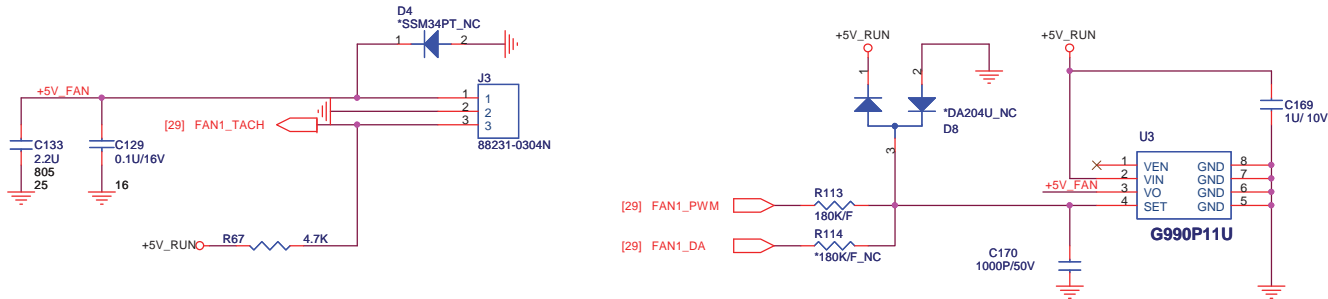 D4
*SSM34PT_NC
1 2
+5V_FAN
J3
1 1
2 2
3 3
88231-0304N
[29] FAN1_TACH
C133
2.2U
805
25
C129
0.1U/16V
16
+5V_RUN R67 4.7K
+5V_RUN
1 2
*DA204U_NC
D8
3
[29] FAN1_PWM R113
180K/F
[29] FAN1_DA R114
*180K/F_NC
C170
1000P/50V
+5V_RUN
C169
1U/ 10V
U3
1 VEN GND 8
2 VIN GND 7
+5V_FAN 3 VO GND 6
4 SET GND 5
G990P11U